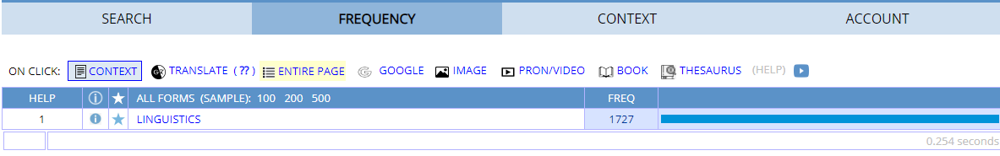 SEARCH FREQUENCY CONTEXT ACCOUNT
ON CLICK: CONTEXT TRANSLATE ( ?? ) ENTIRE PAGE GOOGLE IMAGE PRON/VIDEO BOOK THESAURUS (HELP)
HELP ALL FORMS (SAMPLE): 100 200 500 FREQ
1 LINGUISTICS 1727
0.254 seconds